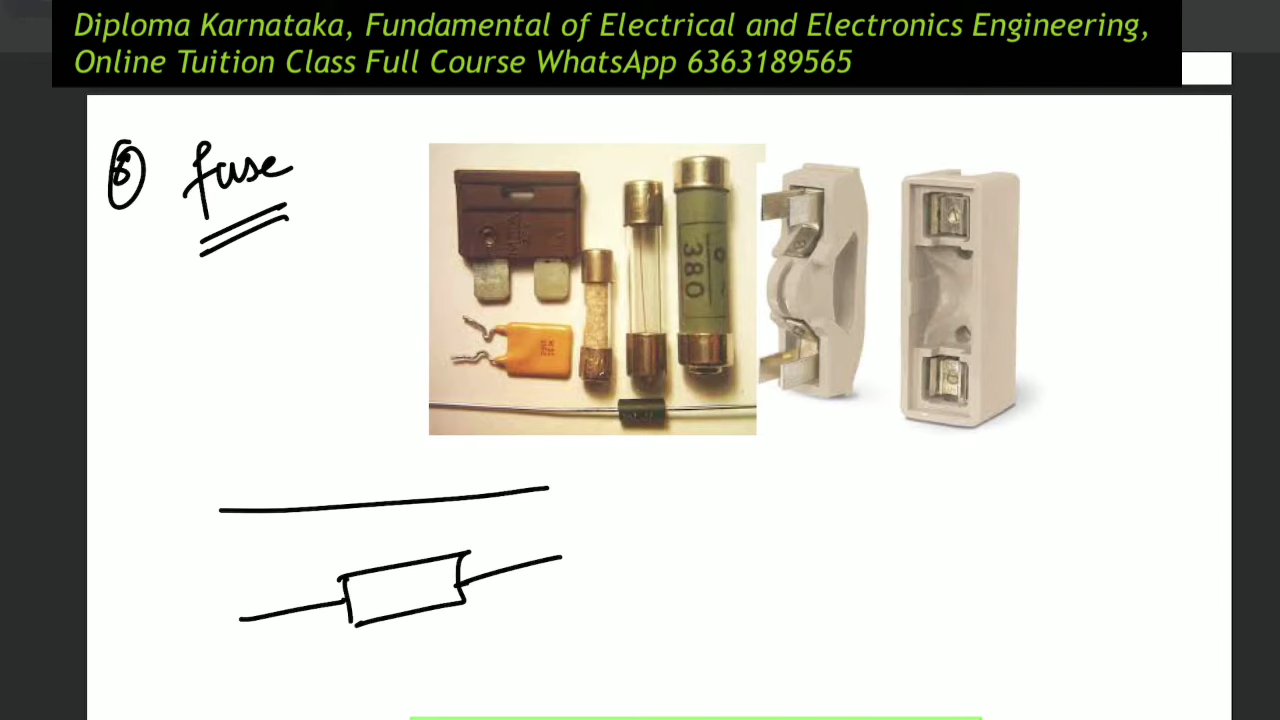 Diploma Karnataka, Fundamental of Electrical and Electronics Engineering,
Online Tuition Class Full Course WhatsApp 6363189565
fuse
380